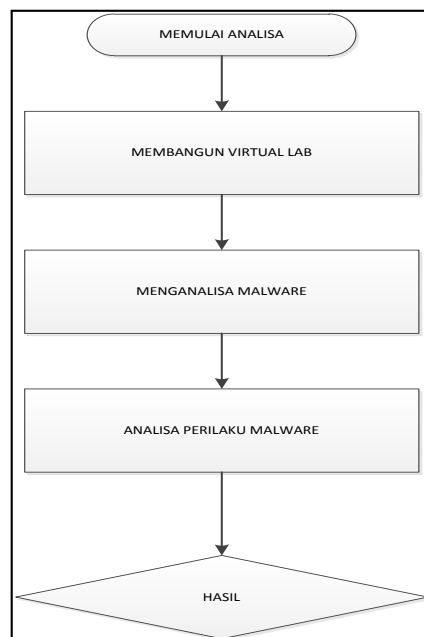 MEMULAI ANALISA
MEMBANGUN VIRTUAL LAB
MENGANALISA MALWARE
ANALISA PERILAKU MALWARE
HASIL